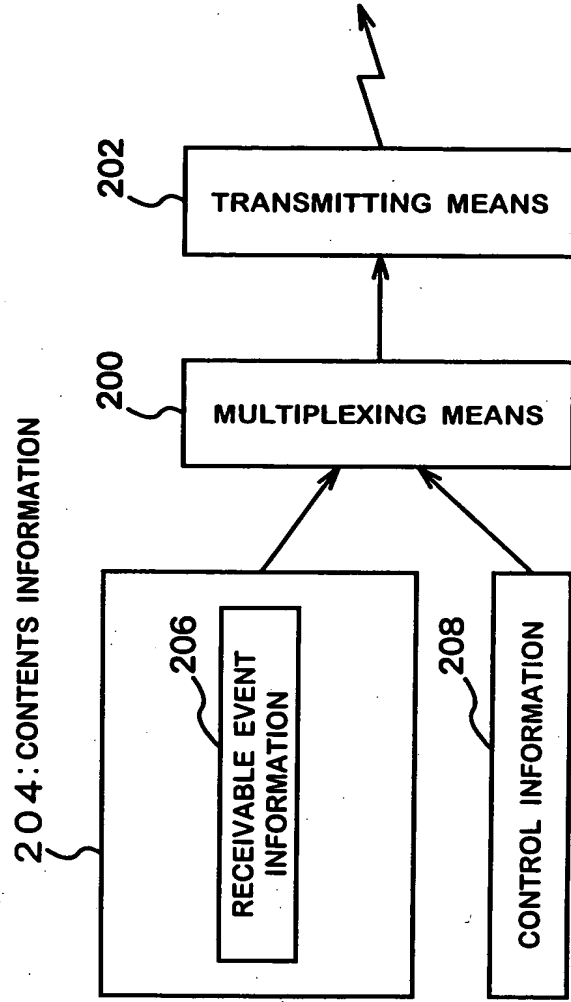 204: CONTENTS INFORMATION
206
RECEIVABLE EVENT
INFORMATION
208
CONTROL INFORMATION
200
MULTIPLEXING MEANS
202
TRANSMITTING MEANS